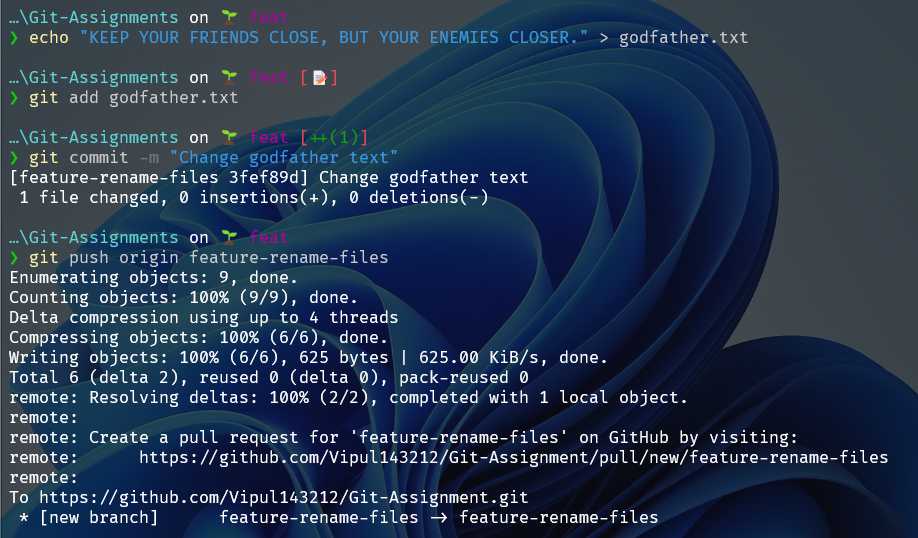 …\Git-Assignments on 🌱 feat
❯ echo "KEEP YOUR FRIENDS CLOSE, BUT YOUR ENEMIES CLOSER." > godfather.txt
…\Git-Assignments on 🌱 feat [📝]
❯ git add godfather.txt
…\Git-Assignments on 🌱 feat [++(1)]
❯ git commit -m "Change godfather text"
[feature-rename-files 3fef89d] Change godfather text
1 file changed, 0 insertions(+), 0 deletions(-)
…\Git-Assignments on 🌱 feat
❯ git push origin feature-rename-files
Enumerating objects: 9, done.
Counting objects: 100% (9/9), done.
Delta compression using up to 4 threads
Compressing objects: 100% (6/6), done.
Writing objects: 100% (6/6), 625 bytes | 625.00 KiB/s, done.
Total 6 (delta 2), reused 0 (delta 0), pack-reused 0
remote: Resolving deltas: 100% (2/2), completed with 1 local object.
remote:
remote: Create a pull request for 'feature-rename-files' on GitHub by visiting:
remote:      https://github.com/Vipul143212/Git-Assignment/pull/new/feature-rename-files
remote:
To https://github.com/Vipul143212/Git-Assignment.git
* [new branch]      feature-rename-files -> feature-rename-files